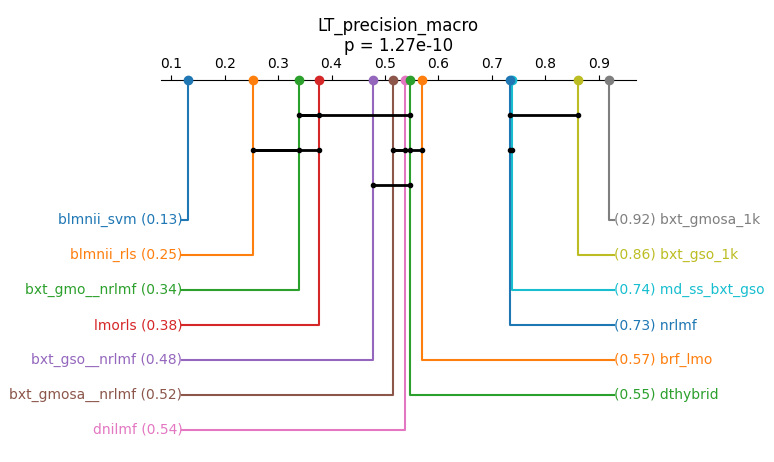 LT_precision_macro
p = 1.27e-10
0.1 0.2 0.3 0.4 0.5 0.6 0.7 0.8 0.9
blmnii_svm (0.13) (0.92) bxt_gmosa_1k
blmnii_rls (0.25) (0.86) bxt_gso_1k
bxt_gmo__nrlmf (0.34) (0.74) md_ss_bxt_gso
lmorls (0.38) (0.73) nrlmf
bxt_gso__nrlmf (0.48) (0.57) brf_lmo
bxt_gmosa__nrlmf (0.52) (0.55) dthybrid
dnilmf (0.54)